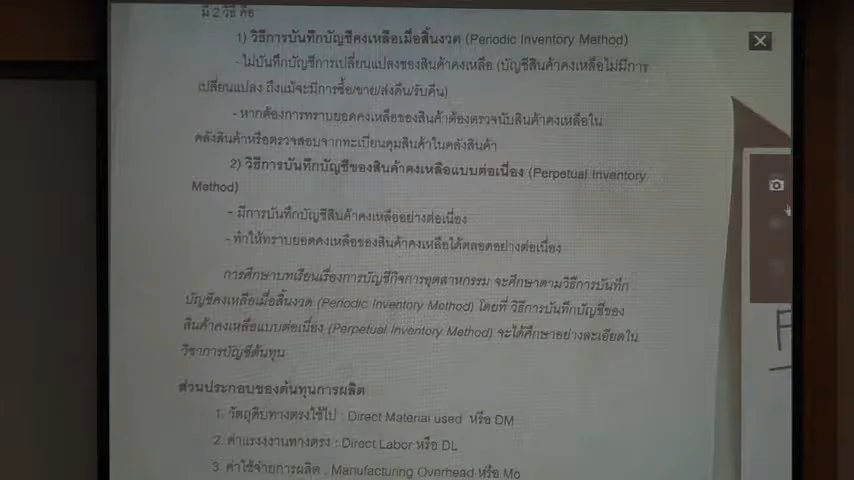 มี 2 วิธี คือ
1) วิธีการบันทึกบัญชีคงเหลือเมื่อสิ้นงวด (Periodic Inventory Method)
- ไม่บันทึกบัญชีการเปลี่ยนแปลงของสินค้าคงเหลือ (บัญชีสินค้าคงเหลือไม่มีการ
เปลี่ยนแปลง ถึงแม้จะมีการซื้อ/ขาย/ส่งคืน/รับคืน)
- หากต้องการทราบยอดคงเหลือของสินค้าต้องตรวจนับสินค้าคงเหลือใน
คลังสินค้าหรือตรวจสอบจากทะเบียนคุมสินค้าในคลังสินค้า
2) วิธีการบันทึกบัญชีของสินค้าคงเหลือแบบต่อเนื่อง (Perpetual Inventory
Mathod)
- มีการบันทึกบัญชีสินค้าคงเหลืออย่างต่อเนื่อง
- ทำให้ทราบยอดคงเหลือของสินค้าคงเหลือได้ตลอดอย่างต่อเนื่อง
การศึกษาบทเรียนเรื่องการบัญชีกิจการอุตสาหกรรม จะศึกษาตามวิธีการบันทึก
บัญชีคงเหลือเมื่อสิ้นงวด (Periodic Inventory Method) โดยที่ วิธีการบันทึกบัญชีของ
สินค้าคงเหลือแบบต่อเนื่อง (Perpetual Inventory Method) จะได้ศึกษาอย่างละเอียดใน
วิชาการบัญชีต้นทุน
ส่วนประกอบของต้นทุนการผลิต
1. วัตถุดิบทางตรงใช้ไป : Direct Material used หรือ DM
2. ค่าแรงงานทางตรง : Direct Labor หรือ DL
3. ค่าใช้จ่ายการผลิต : Manufacturing Overhead หรือ Mo